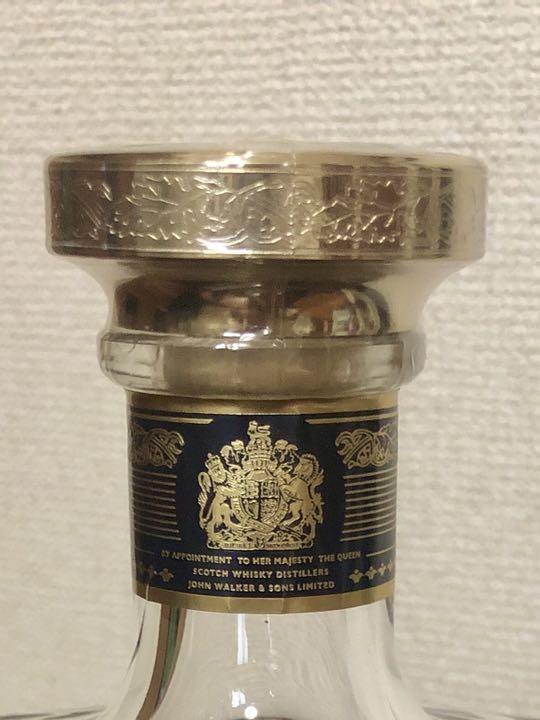 BY APPOINTMENT TO HER MAJESTY THE QUEEN
SCOTCH WHISKY DISTILLERS
JOHN WALKER & SONS LIMITED